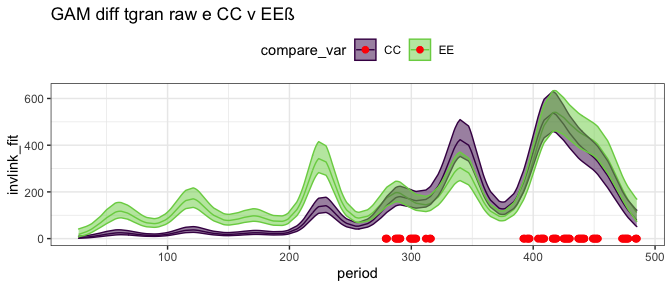 GAM diff tgran raw e CC v EEß
compare_var CC EE
600
400
200
0
invlink_fit
100 200 300 400 500
period